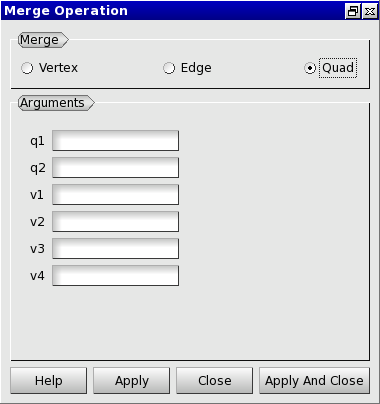 Merge Operation
Merge
Vertex Edge Quad
Arguments
q1
q2
v1
v2
v3
v4
Help Apply Close Apply And Close